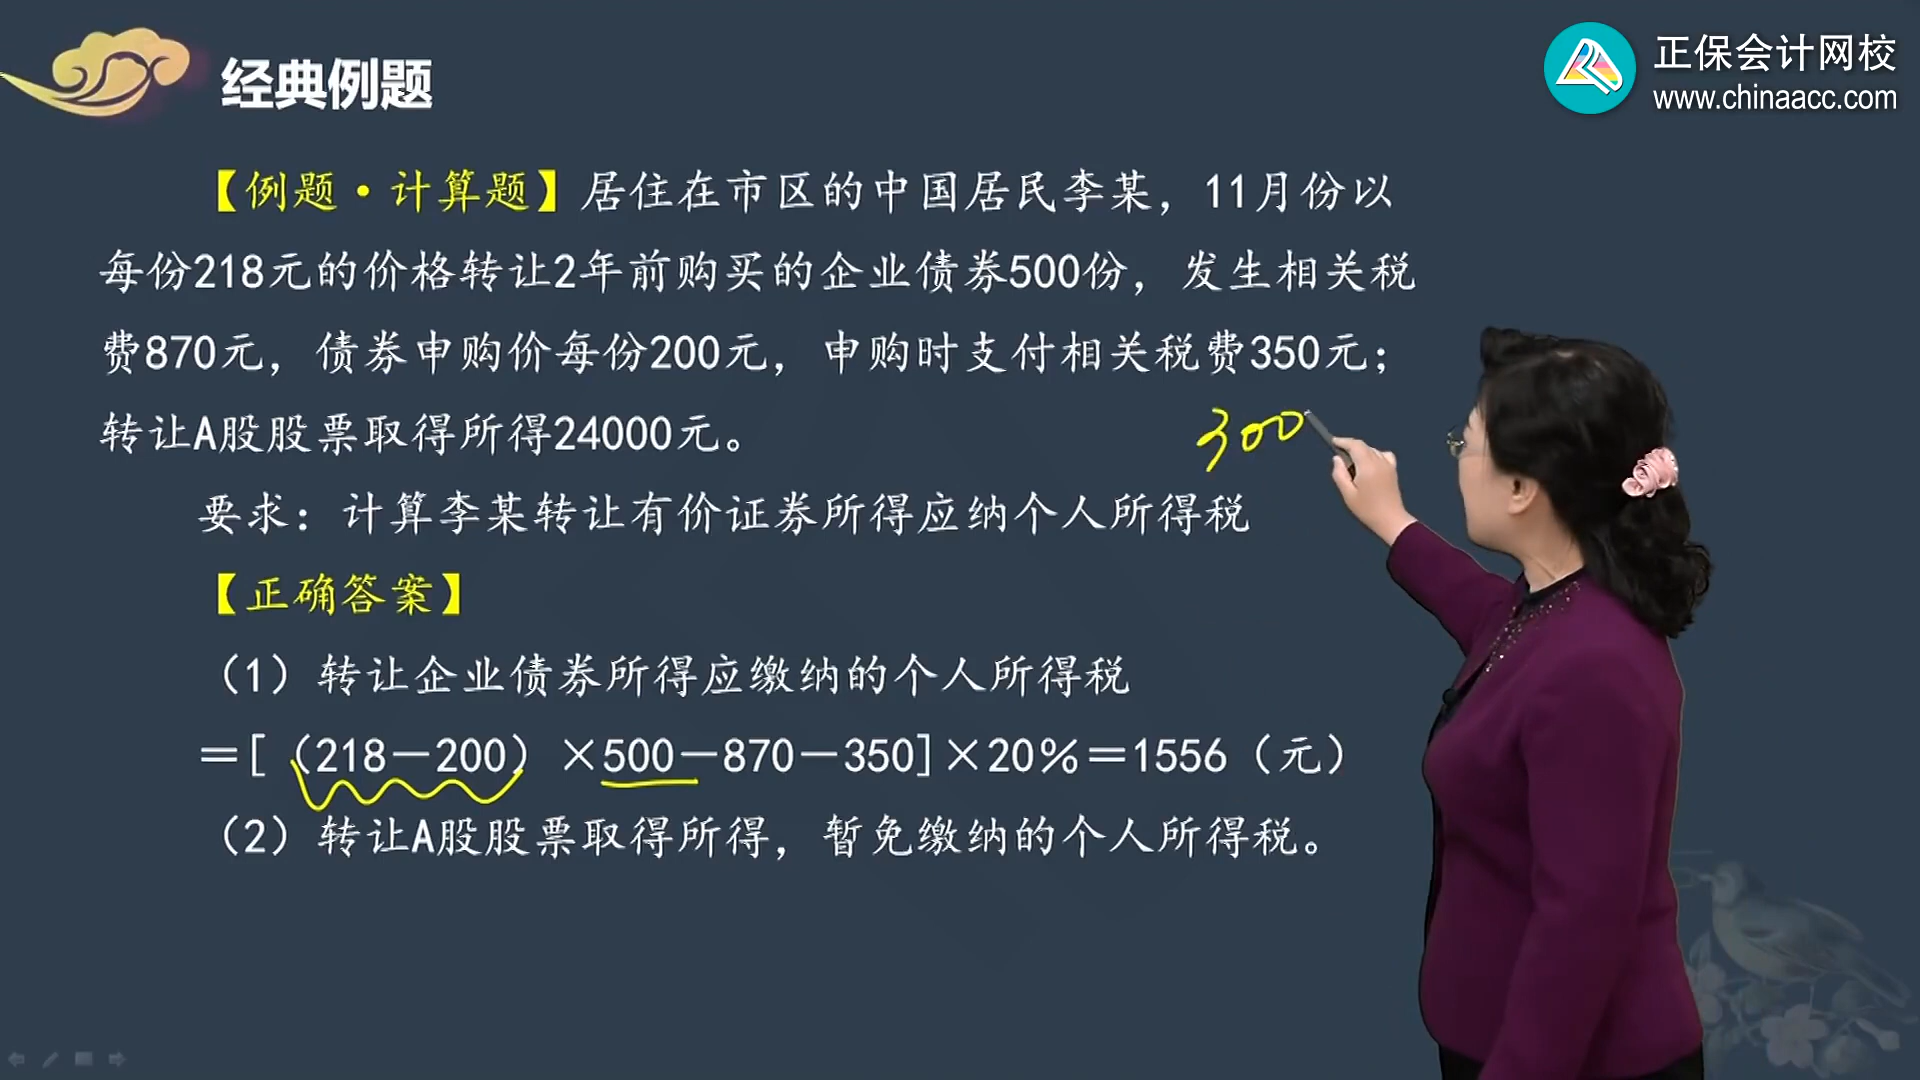 经典例题
正保会计网校
www.chinaacc.com
【例题·计算题】居住在市区的中国居民李某，11月份以
每份218元的价格转让2年前购买的企业债券500份，发生相关税
费870元，债券申购价每份200元，申购时支付相关税费350元；
转让A股股票取得所得24000元。
300
要求：计算李某转让有价证券所得应纳个人所得税
【正确答案】
（1）转让企业债券所得应缴纳的个人所得税
＝[（218－200）×500－870－350]×20%＝1556（元）
（2）转让A股股票取得所得，暂免缴纳的个人所得税。